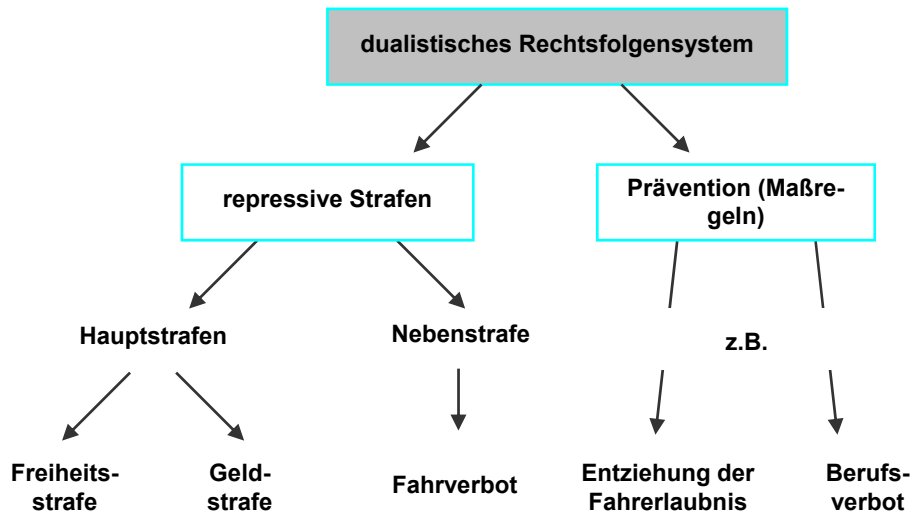 dualistisches Rechtsfolgensystem
repressive Strafen
Prävention (Maßre-
geln)
Hauptstrafen
Nebenstrafe
z.B.
Freiheits-
strafe
Geld-
strafe
Fahrverbot
Entziehung der
Fahrerlaubnis
Berufs-
verbot